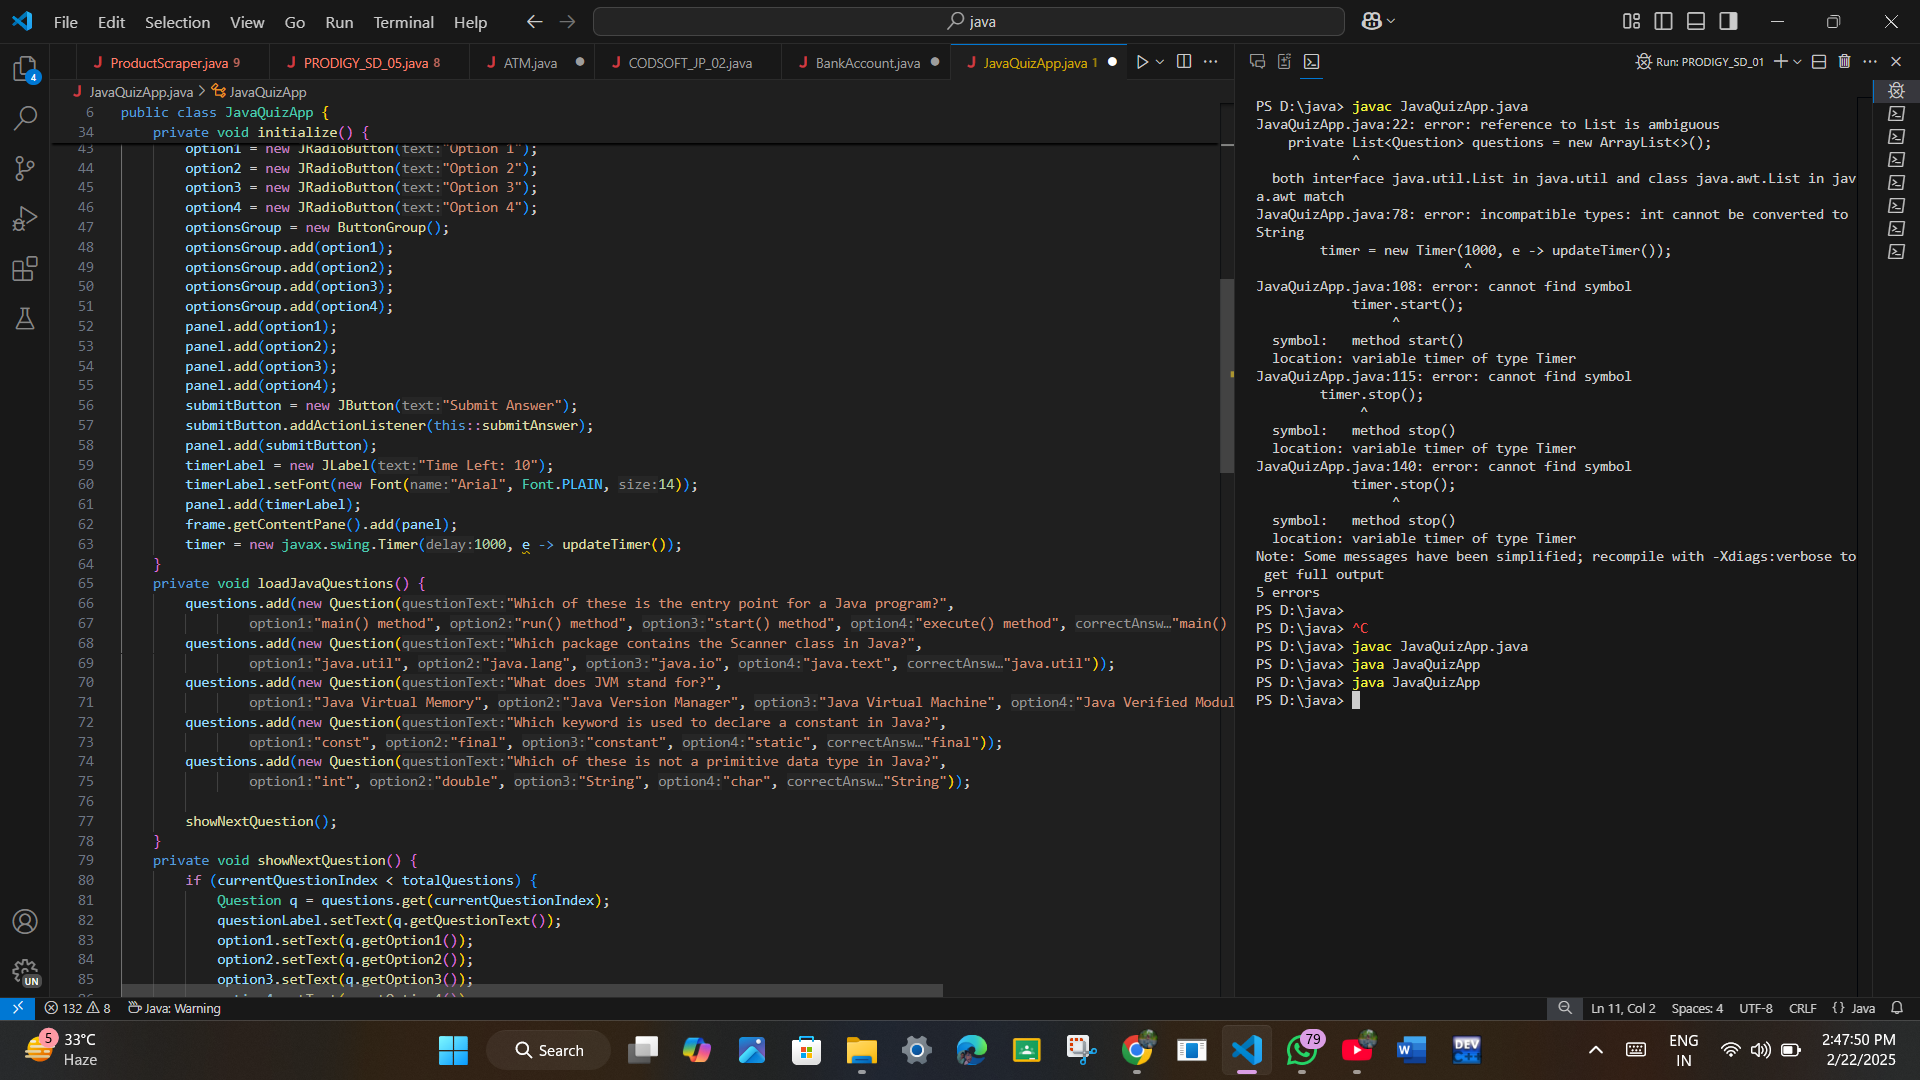 File Edit Selection View Go Run Terminal Help
java
ProductScraper.java 9
PRODIGY_SD_05.java 8
ATM.java
CODSOFT_JP_02.java
BankAccount.java
JavaQuizApp.java 1
Run: PRODIGY_SD_01
JavaQuizApp.java > JavaQuizApp
6 public class JavaQuizApp {
34 private void initialize() {
43 option1 = new JRadioButton(text:"Option 1");
44 option2 = new JRadioButton(text:"Option 2");
45 option3 = new JRadioButton(text:"Option 3");
46 option4 = new JRadioButton(text:"Option 4");
47 optionsGroup = new ButtonGroup();
48 optionsGroup.add(option1);
49 optionsGroup.add(option2);
50 optionsGroup.add(option3);
51 optionsGroup.add(option4);
52 panel.add(option1);
53 panel.add(option2);
54 panel.add(option3);
55 panel.add(option4);
56 submitButton = new JButton(text:"Submit Answer");
57 submitButton.addActionListener(this::submitAnswer);
58 panel.add(submitButton);
59 timerLabel = new JLabel(text:"Time Left: 10");
60 timerLabel.setFont(new Font(name:"Arial", Font.PLAIN, size:14));
61 panel.add(timerLabel);
62 frame.getContentPane().add(panel);
63 timer = new javax.swing.Timer(delay:1000, e -> updateTimer());
64 }
65 private void loadJavaQuestions() {
66 questions.add(new Question(questionText:"Which of these is the entry point for a Java program?",
67 option1:"main() method", option2:"run() method", option3:"start() method", option4:"execute() method", correctAnsw…"main()
68 questions.add(new Question(questionText:"Which package contains the Scanner class in Java?",
69 option1:"java.util", option2:"java.lang", option3:"java.io", option4:"java.text", correctAnsw…"java.util"));
70 questions.add(new Question(questionText:"What does JVM stand for?",
71 option1:"Java Virtual Memory", option2:"Java Version Manager", option3:"Java Virtual Machine", option4:"Java Verified Modul
72 questions.add(new Question(questionText:"Which keyword is used to declare a constant in Java?",
73 option1:"const", option2:"final", option3:"constant", option4:"static", correctAnsw…"final"));
74 questions.add(new Question(questionText:"Which of these is not a primitive data type in Java?",
75 option1:"int", option2:"double", option3:"String", option4:"char", correctAnsw…"String"));
76
77 showNextQuestion();
78 }
79 private void showNextQuestion() {
80 if (currentQuestionIndex < totalQuestions) {
81 Question q = questions.get(currentQuestionIndex);
82 questionLabel.setText(q.getQuestionText());
83 option1.setText(q.getOption1());
84 option2.setText(q.getOption2());
85 option3.setText(q.getOption3());
PS D:\java> javac JavaQuizApp.java
JavaQuizApp.java:22: error: reference to List is ambiguous
private List<Question> questions = new ArrayList<>();
^
both interface java.util.List in java.util and class java.awt.List in jav
a.awt match
JavaQuizApp.java:78: error: incompatible types: int cannot be converted to
String
timer = new Timer(1000, e -> updateTimer());
^
JavaQuizApp.java:108: error: cannot find symbol
timer.start();
^
symbol: method start()
location: variable timer of type Timer
JavaQuizApp.java:115: error: cannot find symbol
timer.stop();
^
symbol: method stop()
location: variable timer of type Timer
JavaQuizApp.java:140: error: cannot find symbol
timer.stop();
^
symbol: method stop()
location: variable timer of type Timer
Note: Some messages have been simplified; recompile with -Xdiags:verbose to
get full output
5 errors
PS D:\java>
PS D:\java> ^C
PS D:\java> javac JavaQuizApp.java
PS D:\java> java JavaQuizApp
PS D:\java> java JavaQuizApp
PS D:\java>
4
UN
132 8 Java: Warning
Ln 11, Col 2 Spaces: 4 UTF-8 CRLF {} Java
5
33°C
Haze
Search
79
W
DEV
C++
ENG
IN
2:47:50 PM
2/22/2025